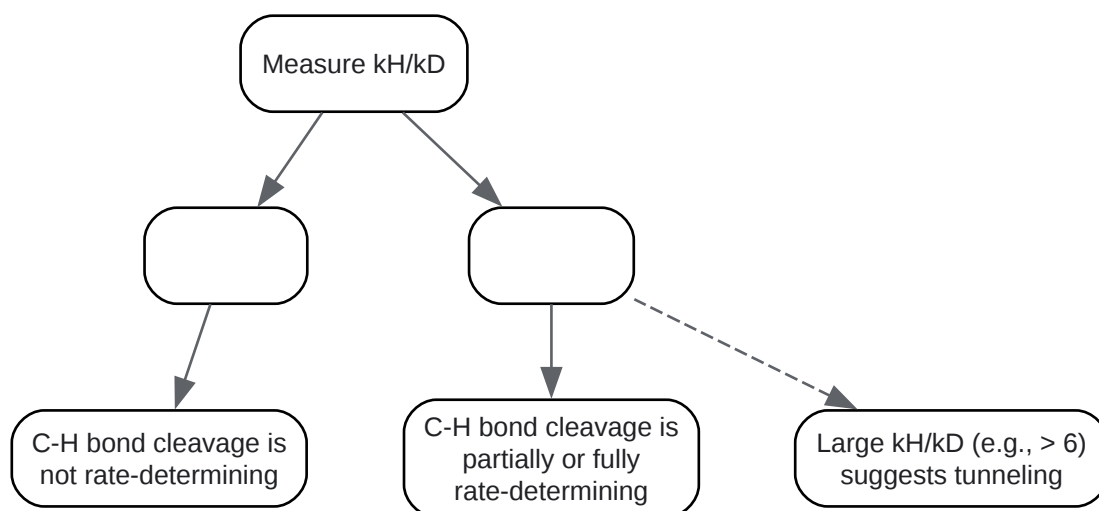 Measure kH/kD
C-H bond cleavage is
not rate-determining
C-H bond cleavage is
partially or fully
rate-determining
Large kH/kD (e.g., > 6)
suggests tunneling